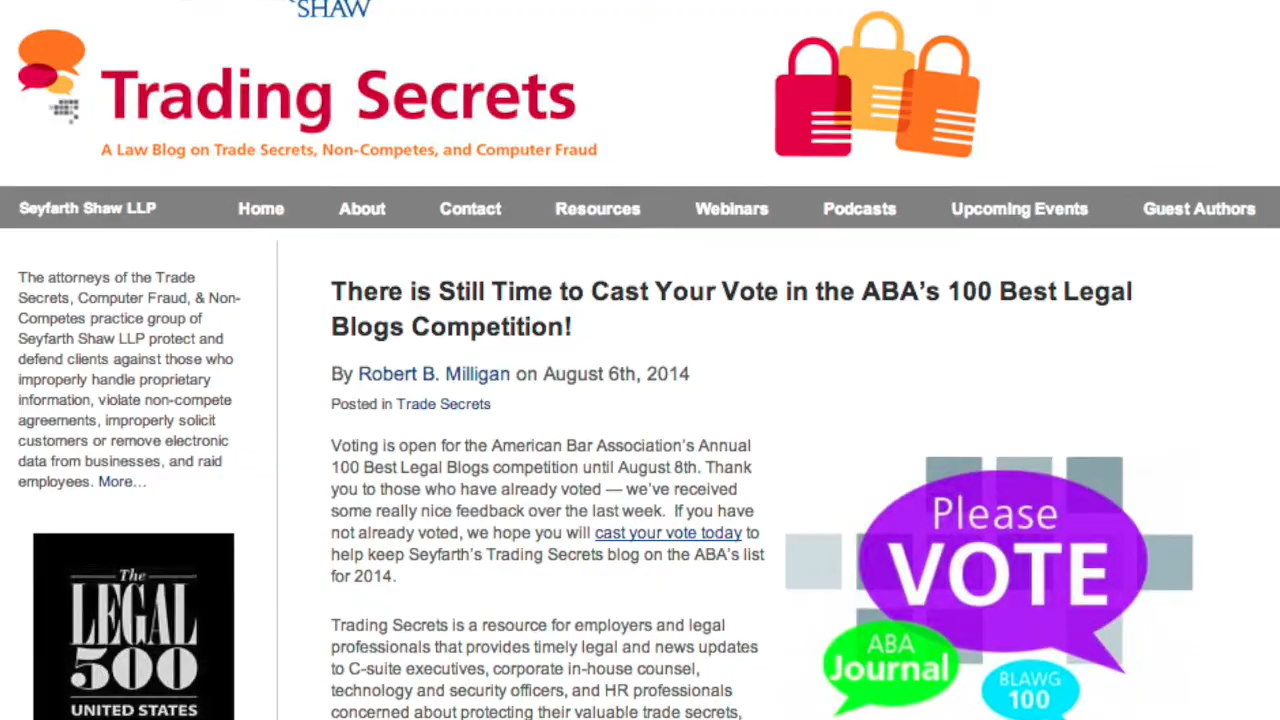 SHAW
Trading Secrets
A Law Blog on Trade Secrets, Non-Competes, and Computer Fraud
Seyfarth Shaw LLP Home About Contact Resources Webinars Podcasts Upcoming Events Guest Authors
The attorneys of the Trade
Secrets, Computer Fraud, & Non-
Competes practice group of
Seyfarth Shaw LLP protect and
defend clients against those who
improperly handle proprietary
information, violate non-compete
agreements, improperly solicit
customers or remove electronic
data from businesses, and raid
employees. More...
The
LEGAL
500
UNITED STATES
There is Still Time to Cast Your Vote in the ABA's 100 Best Legal
Blogs Competition!
By Robert B. Milligan on August 6th, 2014
Posted in Trade Secrets
Voting is open for the American Bar Association's Annual
100 Best Legal Blogs competition until August 8th. Thank
you to those who have already voted — we've received
some really nice feedback over the last week.  If you have
not already voted, we hope you will cast your vote today to
help keep Seyfarth's Trading Secrets blog on the ABA's list
for 2014.
Trading Secrets is a resource for employers and legal
professionals that provides timely legal and news updates
to C-suite executives, corporate in-house counsel,
technology and security officers, and HR professionals
concerned about protecting their valuable trade secrets,
Please
VOTE
ABA
Journal
BLAWG
100